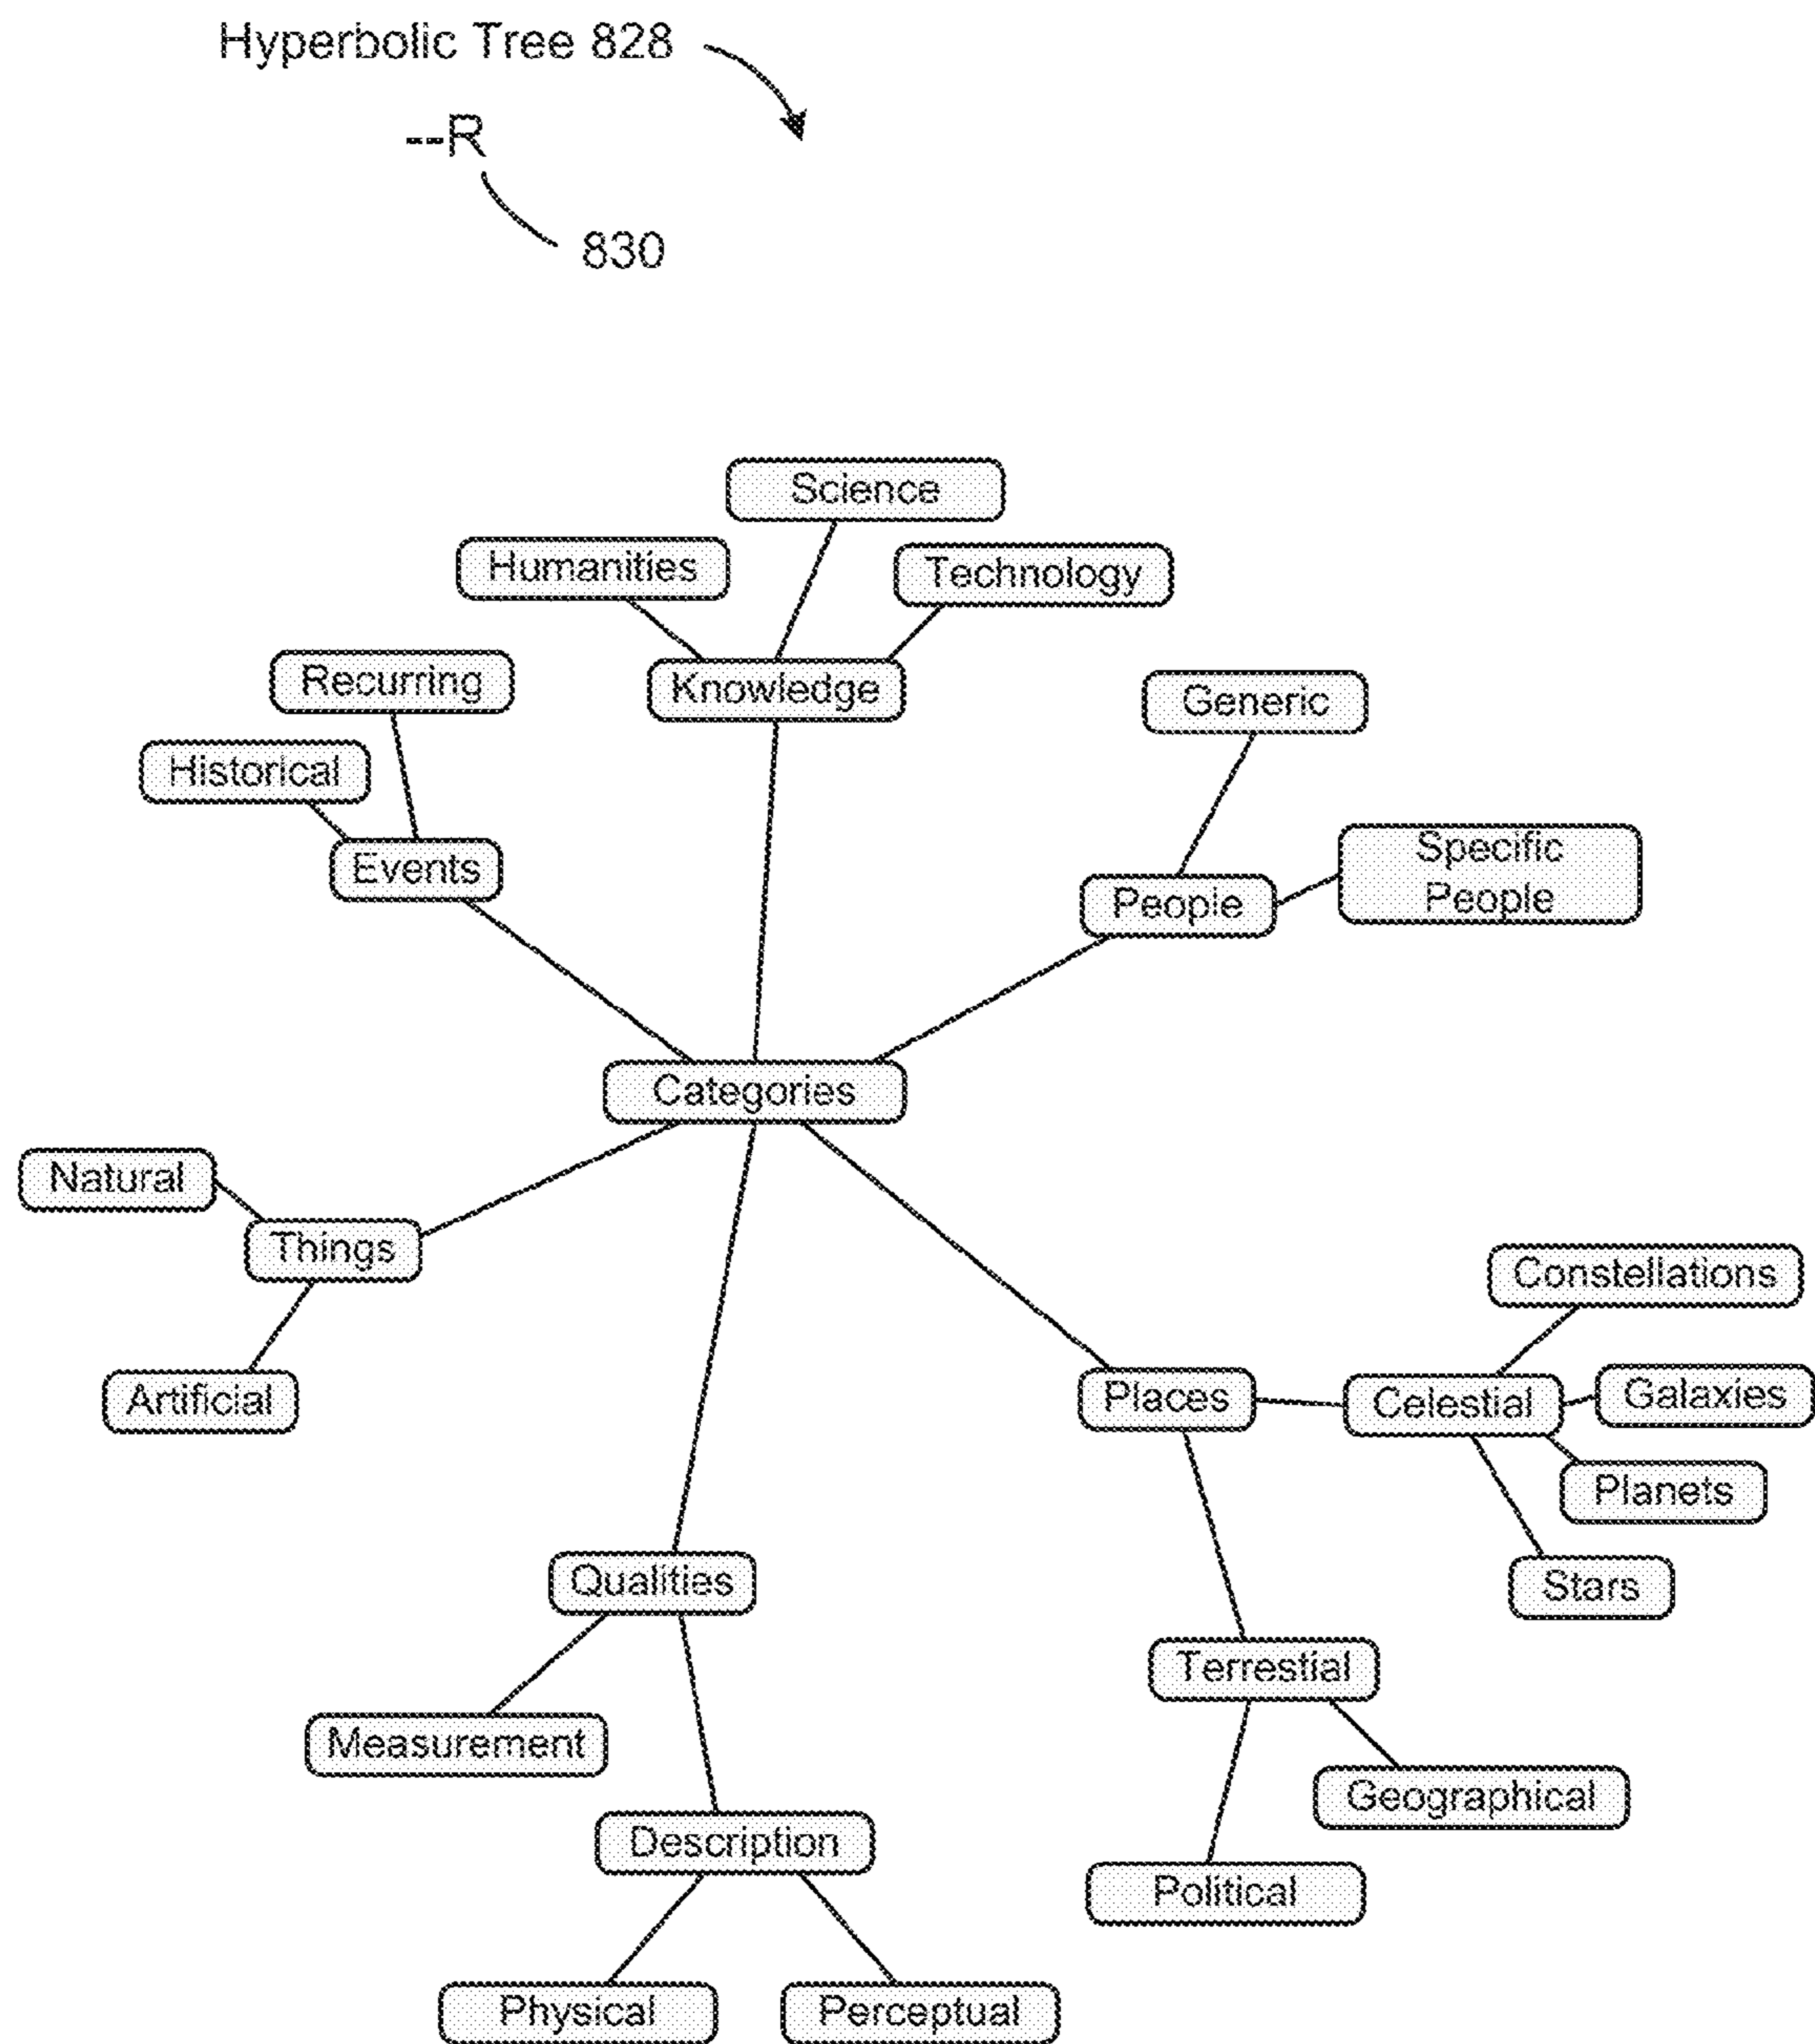 Hyperbolic Tree 828
--R
830
Science
Humanities
Technology
Recurring
Knowledge
Generic
Historical
Specific
People
Events
People
Categories
Natural
Things
Constellations
Artificial
Places
Celestial
Galaxies
Planets
Qualities
Stars
Terrestial
Measurement
Geographical
Description
Political
Physical
Perceptual